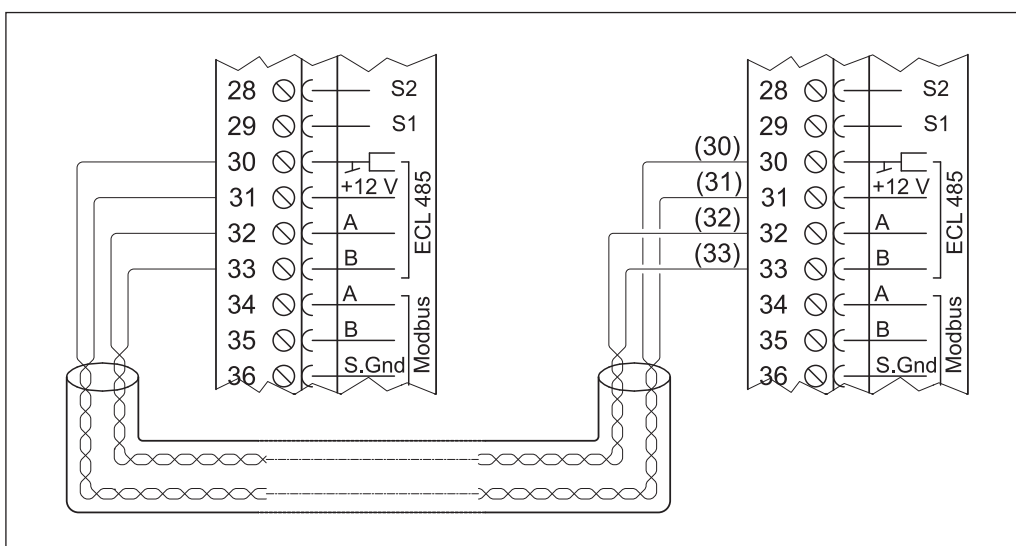 28 S2
29 S1
30
31 +12 V
32 A
33 B
ECL 485
34 A
35 B
36 S.Gnd
Modbus
(30)
(31)
(32)
(33)
28 S2
29 S1
30
31 +12 V
32 A
33 B
ECL 485
34 A
35 B
36 S.Gnd
Modbus